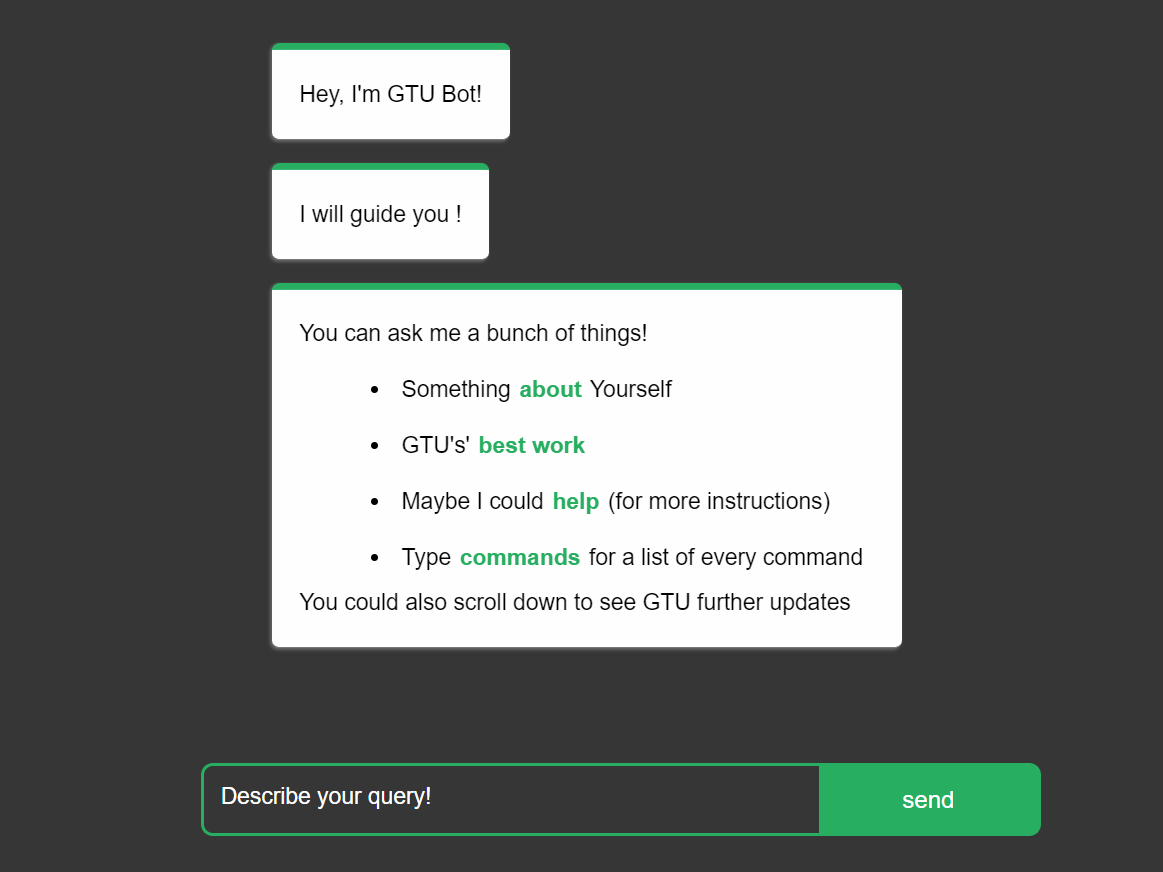 Hey, I'm GTU Bot!
I will guide you !
You can ask me a bunch of things!
Something about Yourself
GTU's' best work
Maybe I could help (for more instructions)
Type commands for a list of every command
You could also scroll down to see GTU further updates
Describe your query!
send